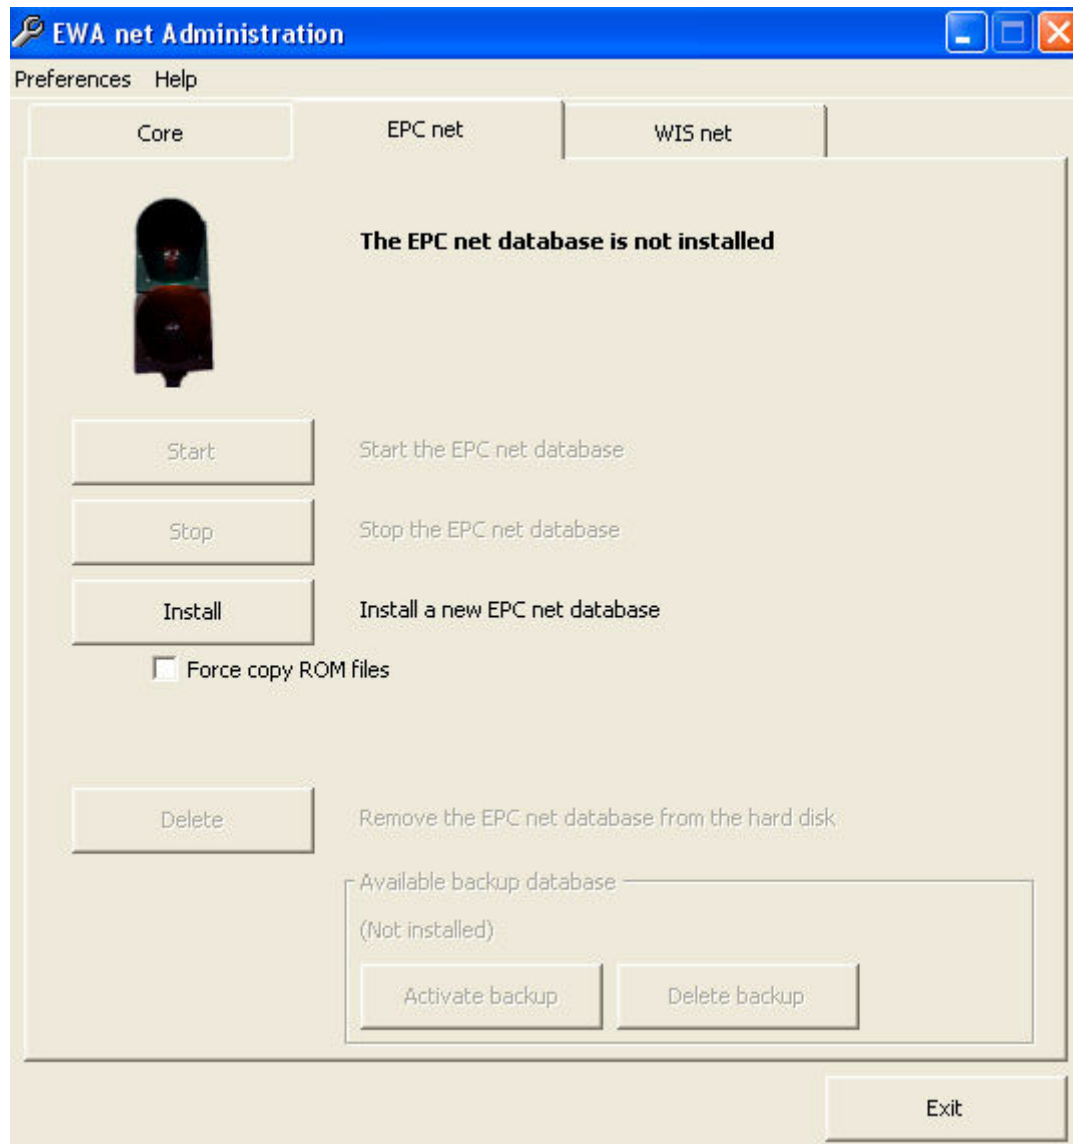 EWA net Administration
Preferences Help
Core EPC net WIS net
The EPC net database is not installed
Start Start the EPC net database
Stop Stop the EPC net database
Install Install a new EPC net database
Force copy ROM files
Delete Remove the EPC net database from the hard disk
Available backup database
(Not installed)
Activate backup Delete backup
Exit